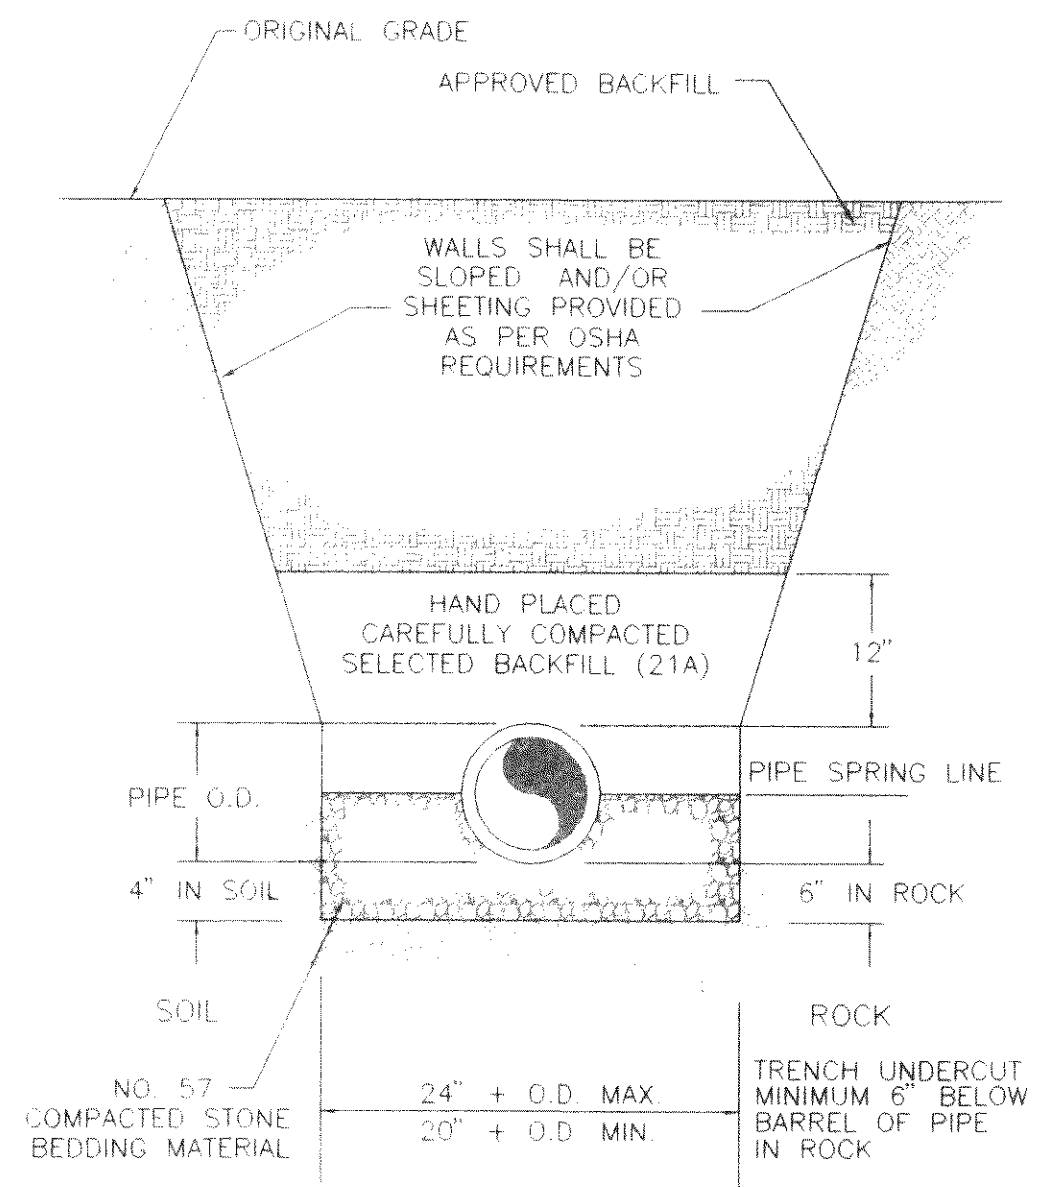 ORIGINAL GRADE
APPROVED BACKFILL
WALLS SHALL BE
SLOPED AND/OR
SHEETING PROVIDED
AS PER OSHA
REQUIREMENTS
HAND PLACED
CAREFULLY COMPACTED
SELECTED BACKFILL (21A)
12"
PIPE SPRING LINE
PIPE O.D.
4" IN SOIL
6" IN ROCK
SOIL
ROCK
NO. 57
COMPACTED STONE
BEDDING MATERIAL
24" + O.D. MAX.
20" + O.D MIN.
TRENCH UNDERCUT
MINIMUM 6" BELOW
BARREL OF PIPE
IN ROCK